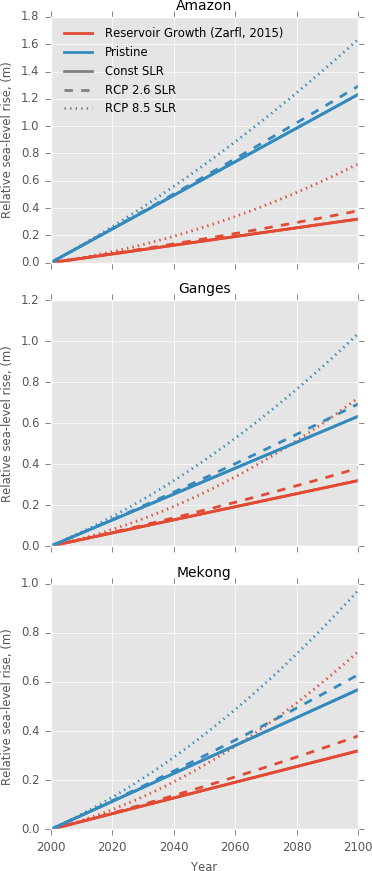 Amazon
Relative sea-level rise, (m)
1.8
1.6
1.4
1.2
1.0
0.8
0.6
0.4
0.2
0.0
Reservoir Growth (Zarfl, 2015)
Pristine
Const SLR
RCP 2.6 SLR
RCP 8.5 SLR
Ganges
Relative sea-level rise, (m)
1.2
1.0
0.8
0.6
0.4
0.2
0.0
Mekong
Relative sea-level rise, (m)
1.0
0.8
0.6
0.4
0.2
0.0
2000 2020 2040 2060 2080 2100
Year